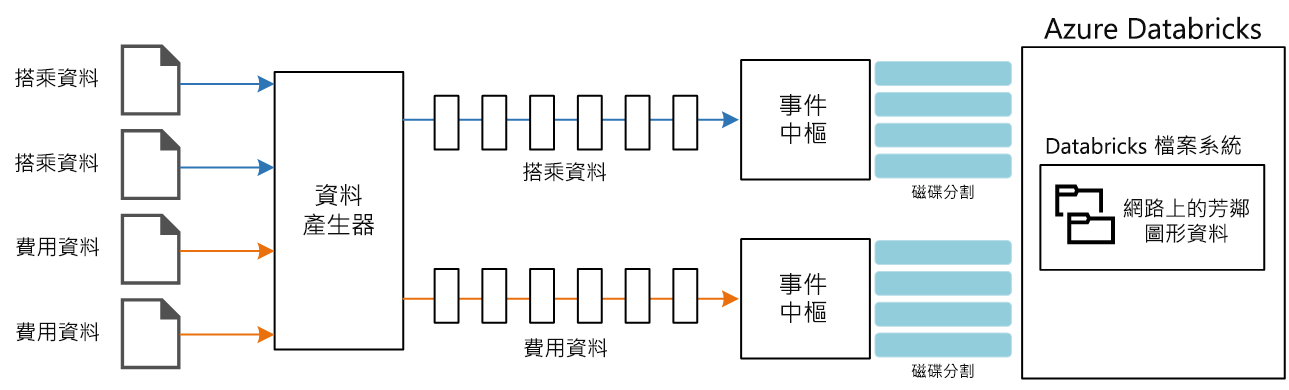 Azure Databricks
搭乘資料
搭乘資料
費用資料
費用資料
資料
產生器
搭乘資料
費用資料
事件
中樞
磁碟分割
事件
中樞
磁碟分割
Databricks 檔案系統
網路上的芳鄰
圖形資料